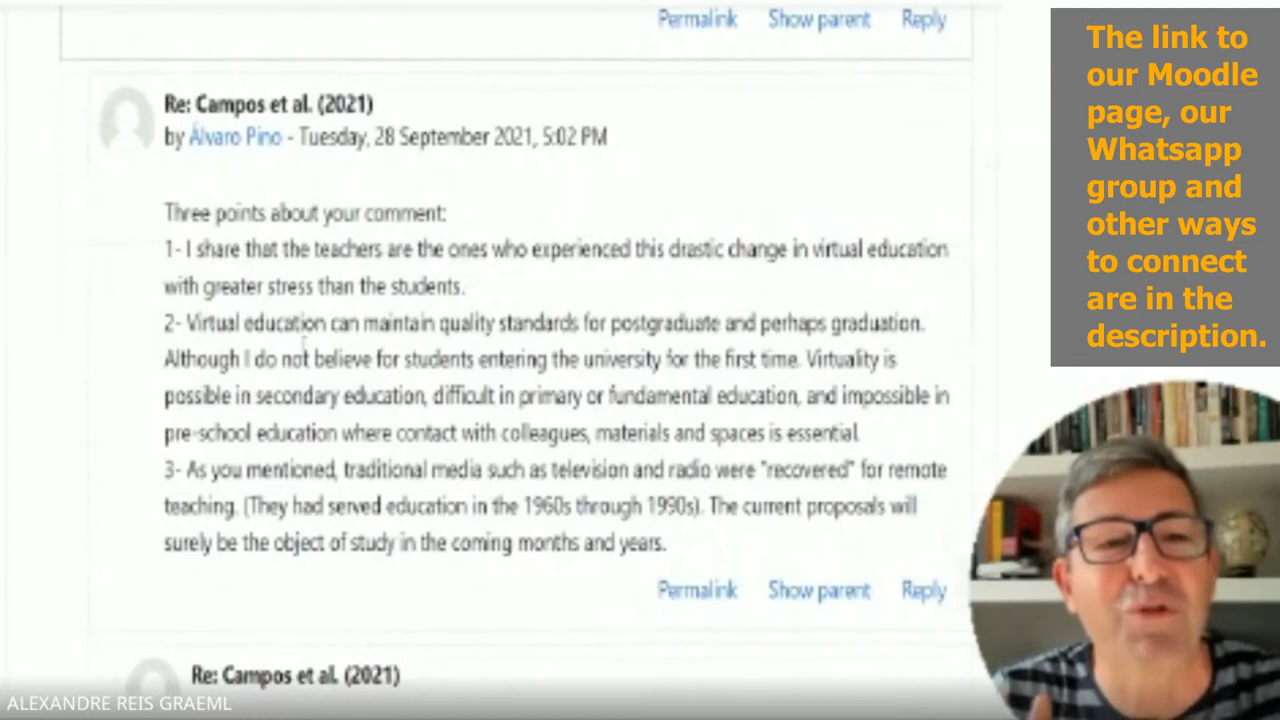 Permalink Show parent Reply
Re: Campos et al. (2021)
by Álvaro Pino - Tuesday, 28 September 2021, 5:02 PM
Three points about your comment:
1- I share that the teachers are the ones who experienced this drastic change in virtual education
with greater stress than the students.
2- Virtual education can maintain quality standards for postgraduate and perhaps graduation.
Although I do not believe for students entering the university for the first time. Virtuality is
possible in secondary education, difficult in primary or fundamental education, and impossible in
pre-school education where contact with colleagues, materials and spaces is essential.
3- As you mentioned, traditional media such as television and radio were "recovered" for remote
teaching. (They had served education in the 1960s through 1990s). The current proposals will
surely be the object of study in the coming months and years.
Permalink Show parent Reply
Re: Campos et al. (2021)
ALEXANDRE REIS GRAEML
The link to
our Moodle
page, our
Whatsapp
group and
other ways
to connect
are in the
description.